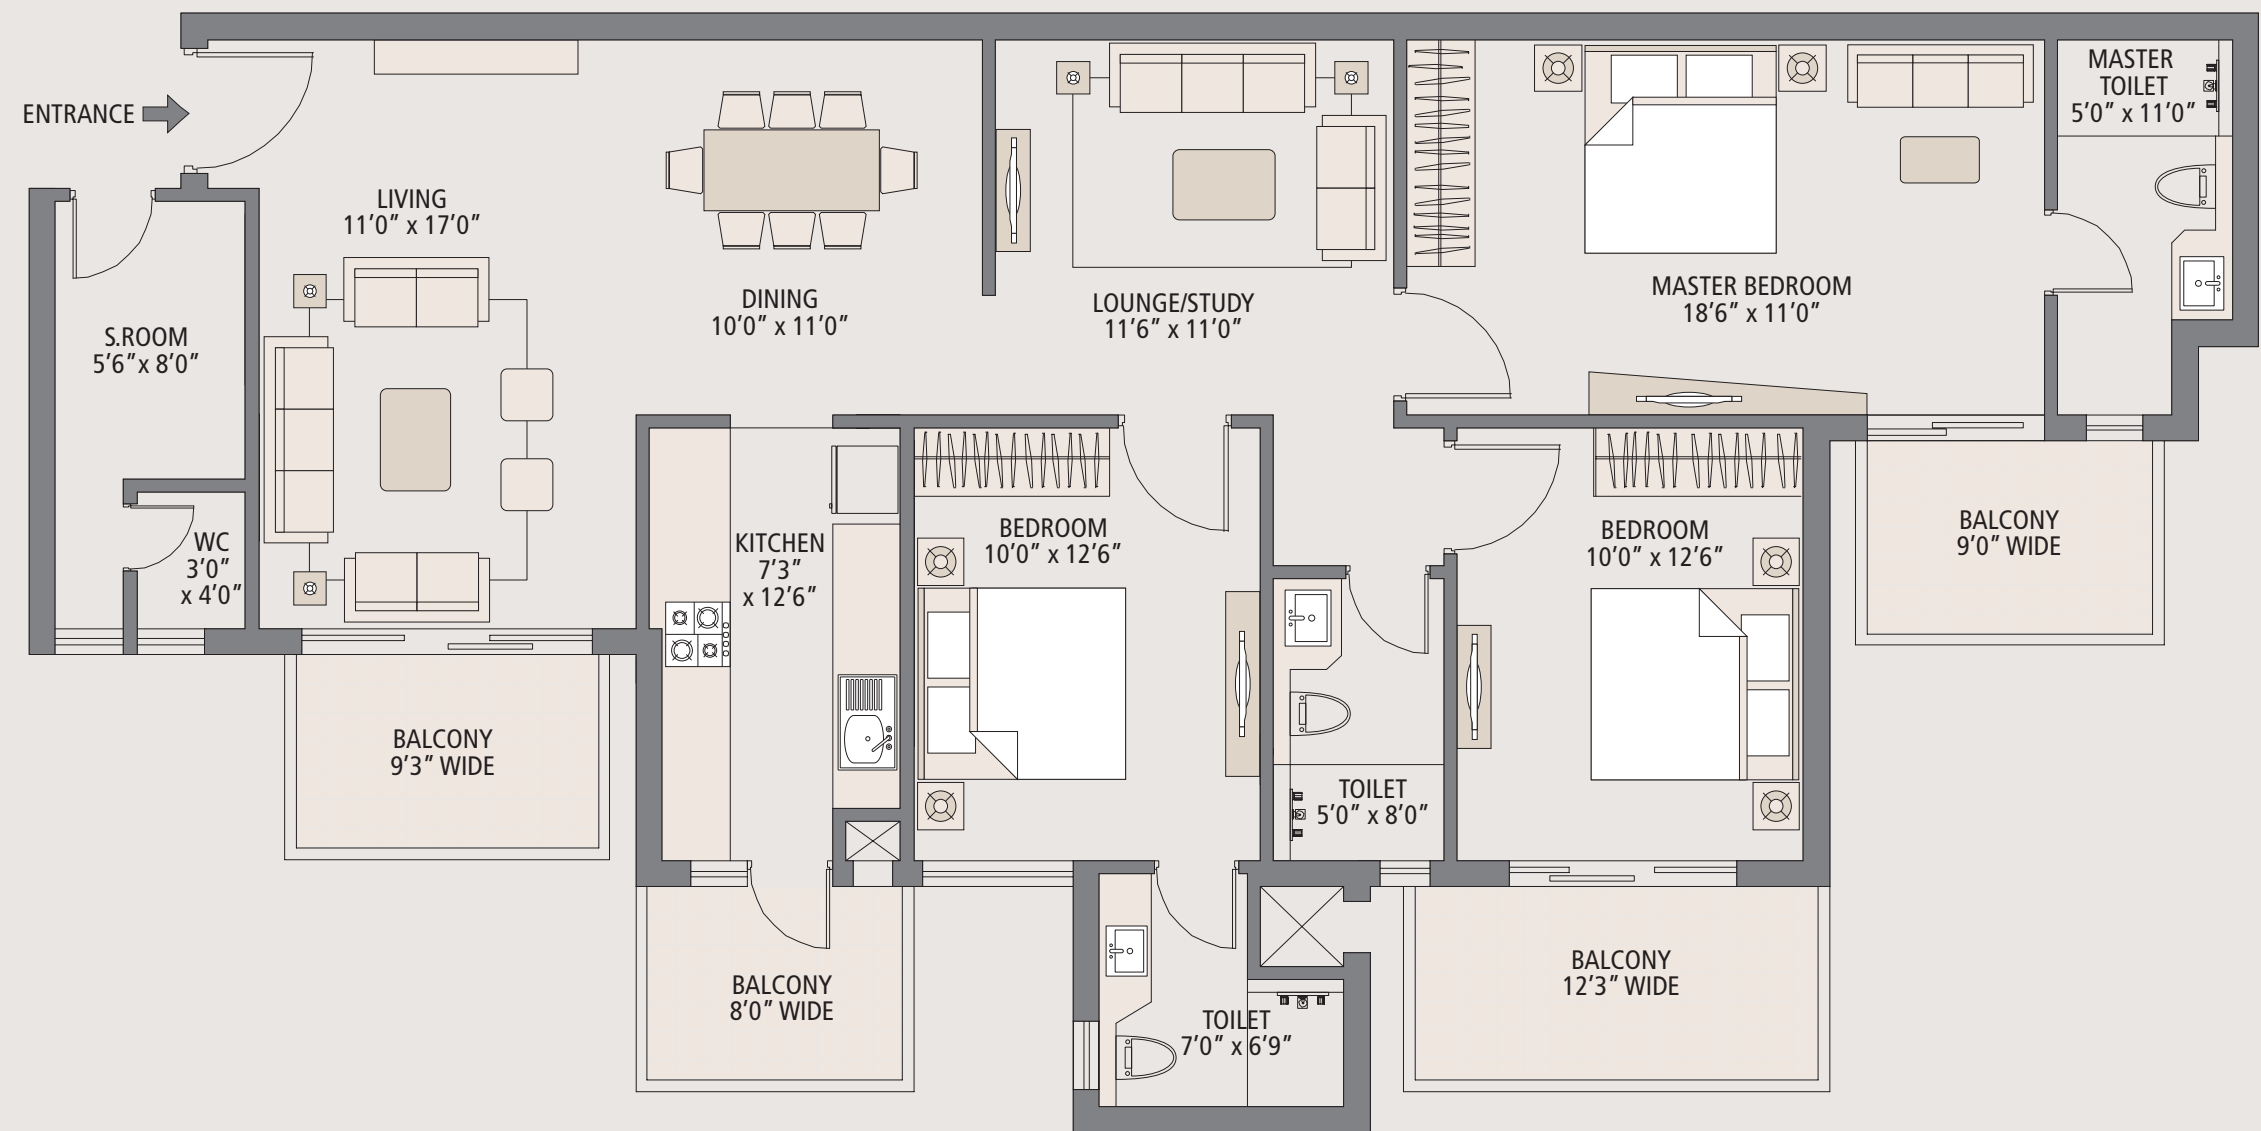 ENTRANCE
LIVING
11'0" x 17'0"
DINING
10'0" x 11'0"
LOUNGE/STUDY
11'6" x 11'0"
MASTER BEDROOM
18'6" x 11'0"
MASTER
TOILET
5'0" x 11'0"
S.ROOM
5'6" x 8'0"
WC
3'0"
x 4'0"
KITCHEN
7'3"
x 12'6"
BEDROOM
10'0" x 12'6"
BEDROOM
10'0" x 12'6"
BALCONY
9'0" WIDE
BALCONY
9'3" WIDE
TOILET
5'0" x 8'0"
BALCONY
8'0" WIDE
TOILET
7'0" x 6'9"
BALCONY
12'3" WIDE